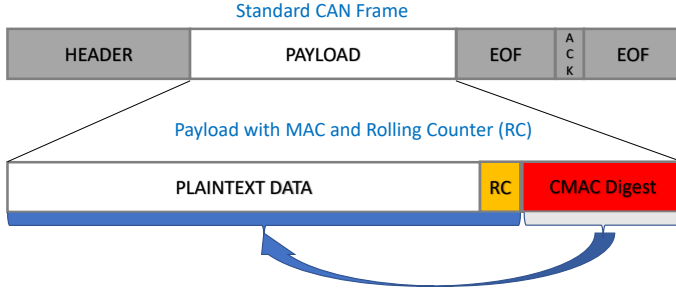 Standard CAN Frame
HEADER PAYLOAD EOF ACK EOF
Payload with MAC and Rolling Counter (RC)
PLAINTEXT DATA RC CMAC Digest